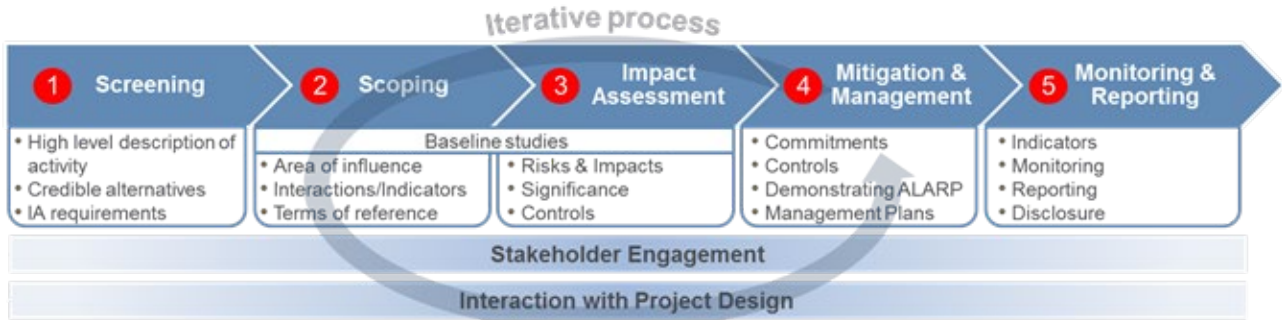 Iterative process
1 Screening
2 Scoping
3 Impact
Assessment
4 Mitigation &
Management
5 Monitoring &
Reporting
• High level description of
activity
• Credible alternatives
• IA requirements
Baseline studies
• Area of influence
• Interactions/Indicators
• Terms of reference
• Risks & Impacts
• Significance
• Controls
• Commitments
• Controls
• Demonstrating ALARP
• Management Plans
• Indicators
• Monitoring
• Reporting
• Disclosure
Stakeholder Engagement
Interaction with Project Design